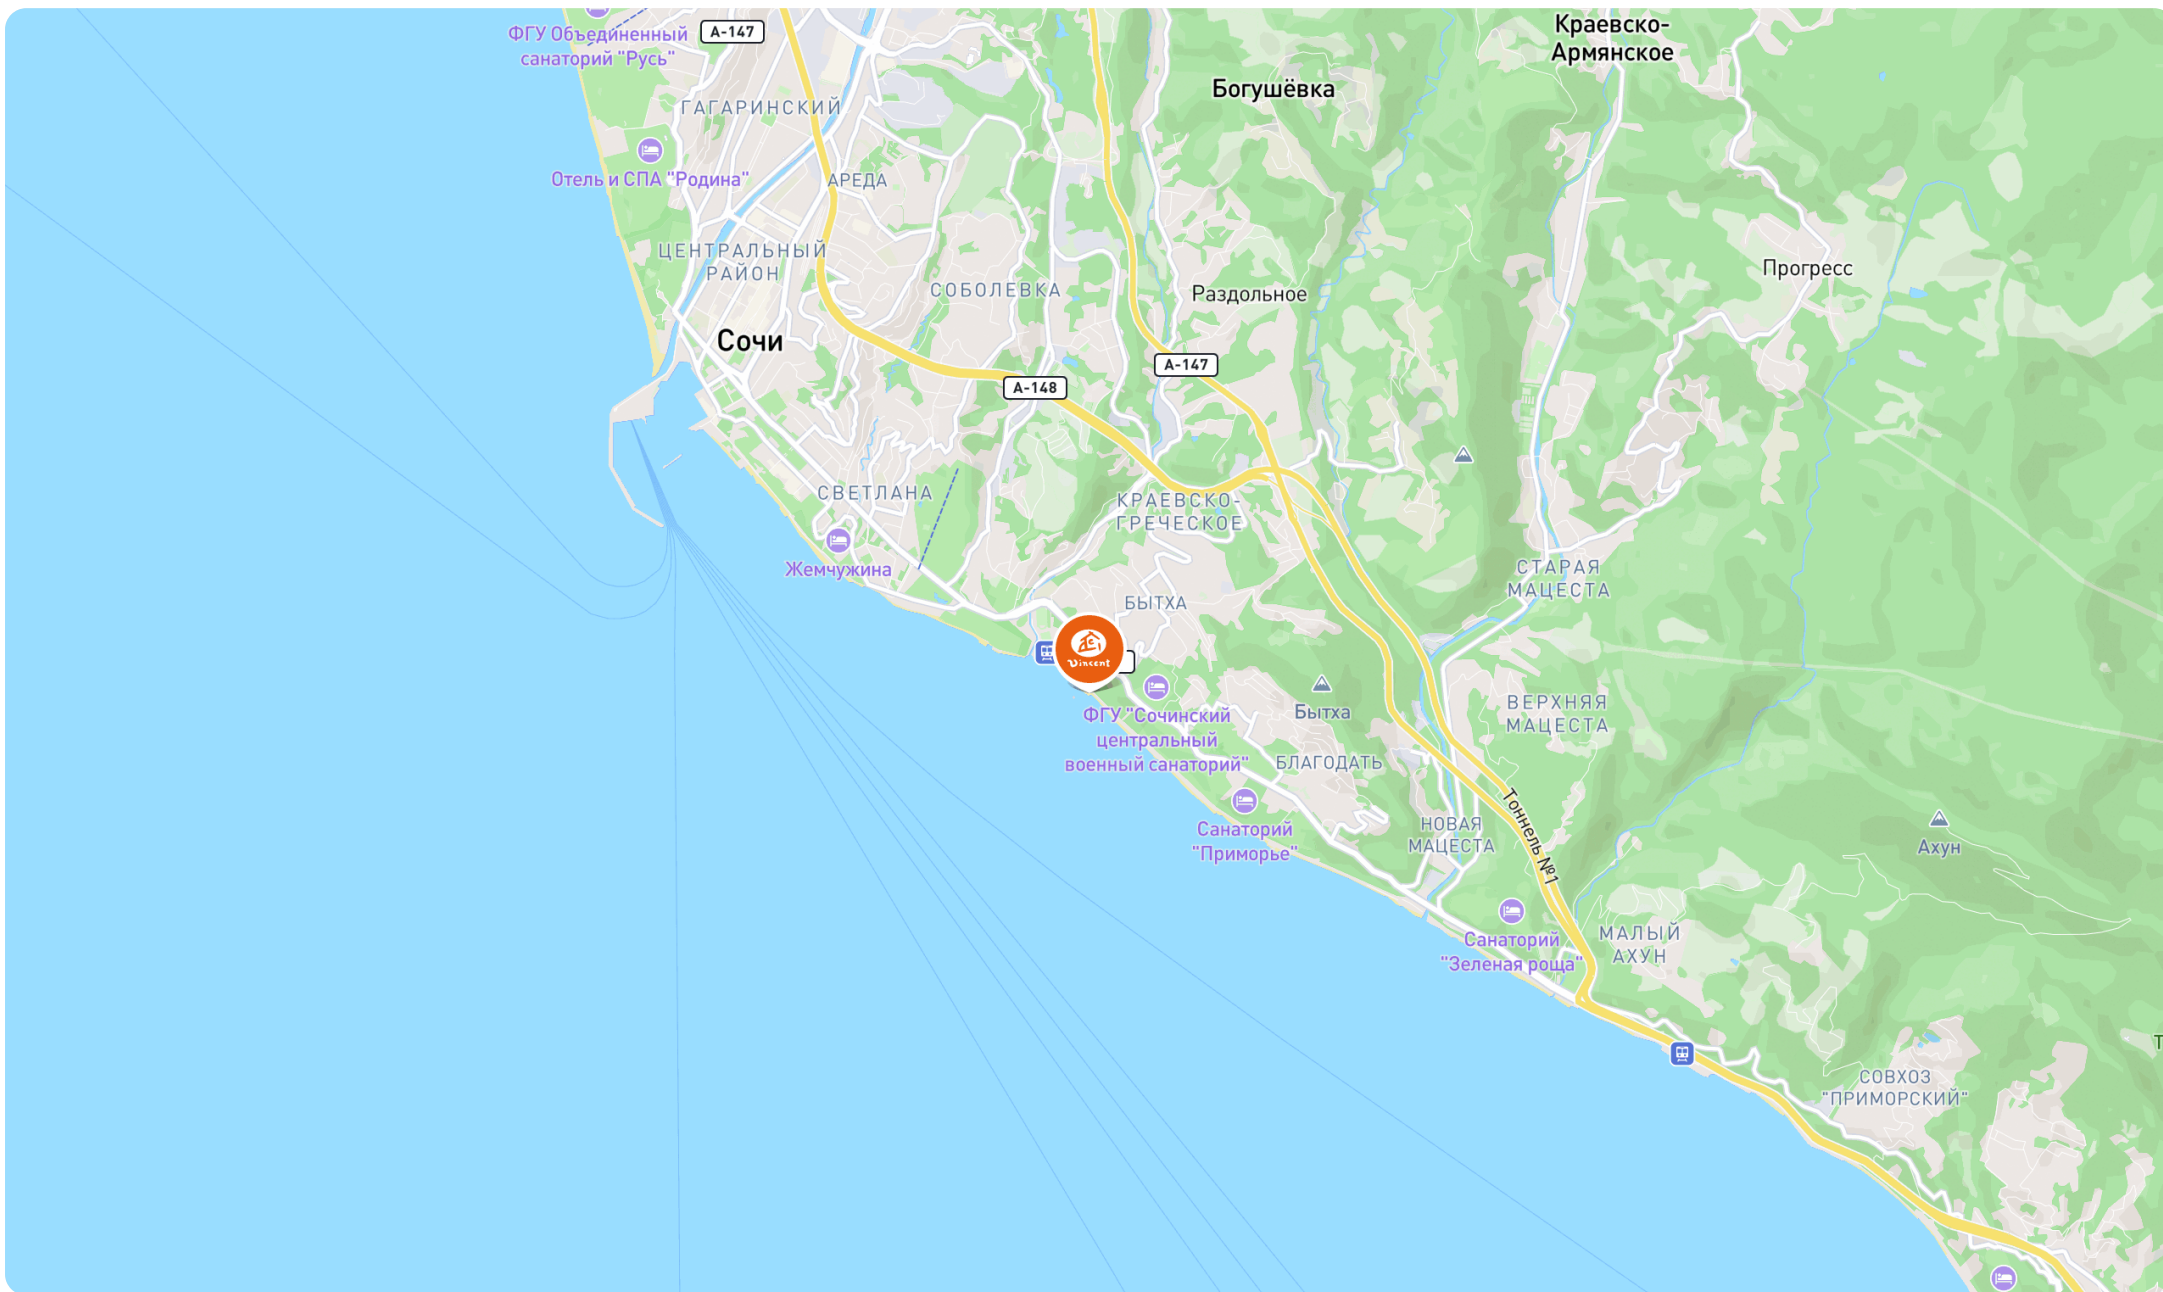 ФГУ Объединенный
санаторий "Русь"
А-147
Краевско-
Армянское
Богушёвка
ГАГАРИНСКИЙ
Отель и СПА "Родина"
АРЕДА
ЦЕНТРАЛЬНЫЙ
РАЙОН
СОБОЛЕВКА
Раздольное
Прогресс
Сочи
А-147
А-148
СВЕТЛАНА
КРАЕВСКО-
ГРЕЧЕСКОЕ
Жемчужина
СТАРАЯ
МАЦЕСТА
БЫТХА
Vincent
ФГУ "Сочинский
центральный
военный санаторий"
Бытха
ВЕРХНЯЯ
МАЦЕСТА
БЛАГОДАТЬ
Санаторий
"Приморье"
НОВАЯ
МАЦЕСТА
Тоннель №1
Ахун
Санаторий
"Зеленая роща"
МАЛЫЙ
АХУН
СОВХОЗ
"ПРИМОРСКИЙ"